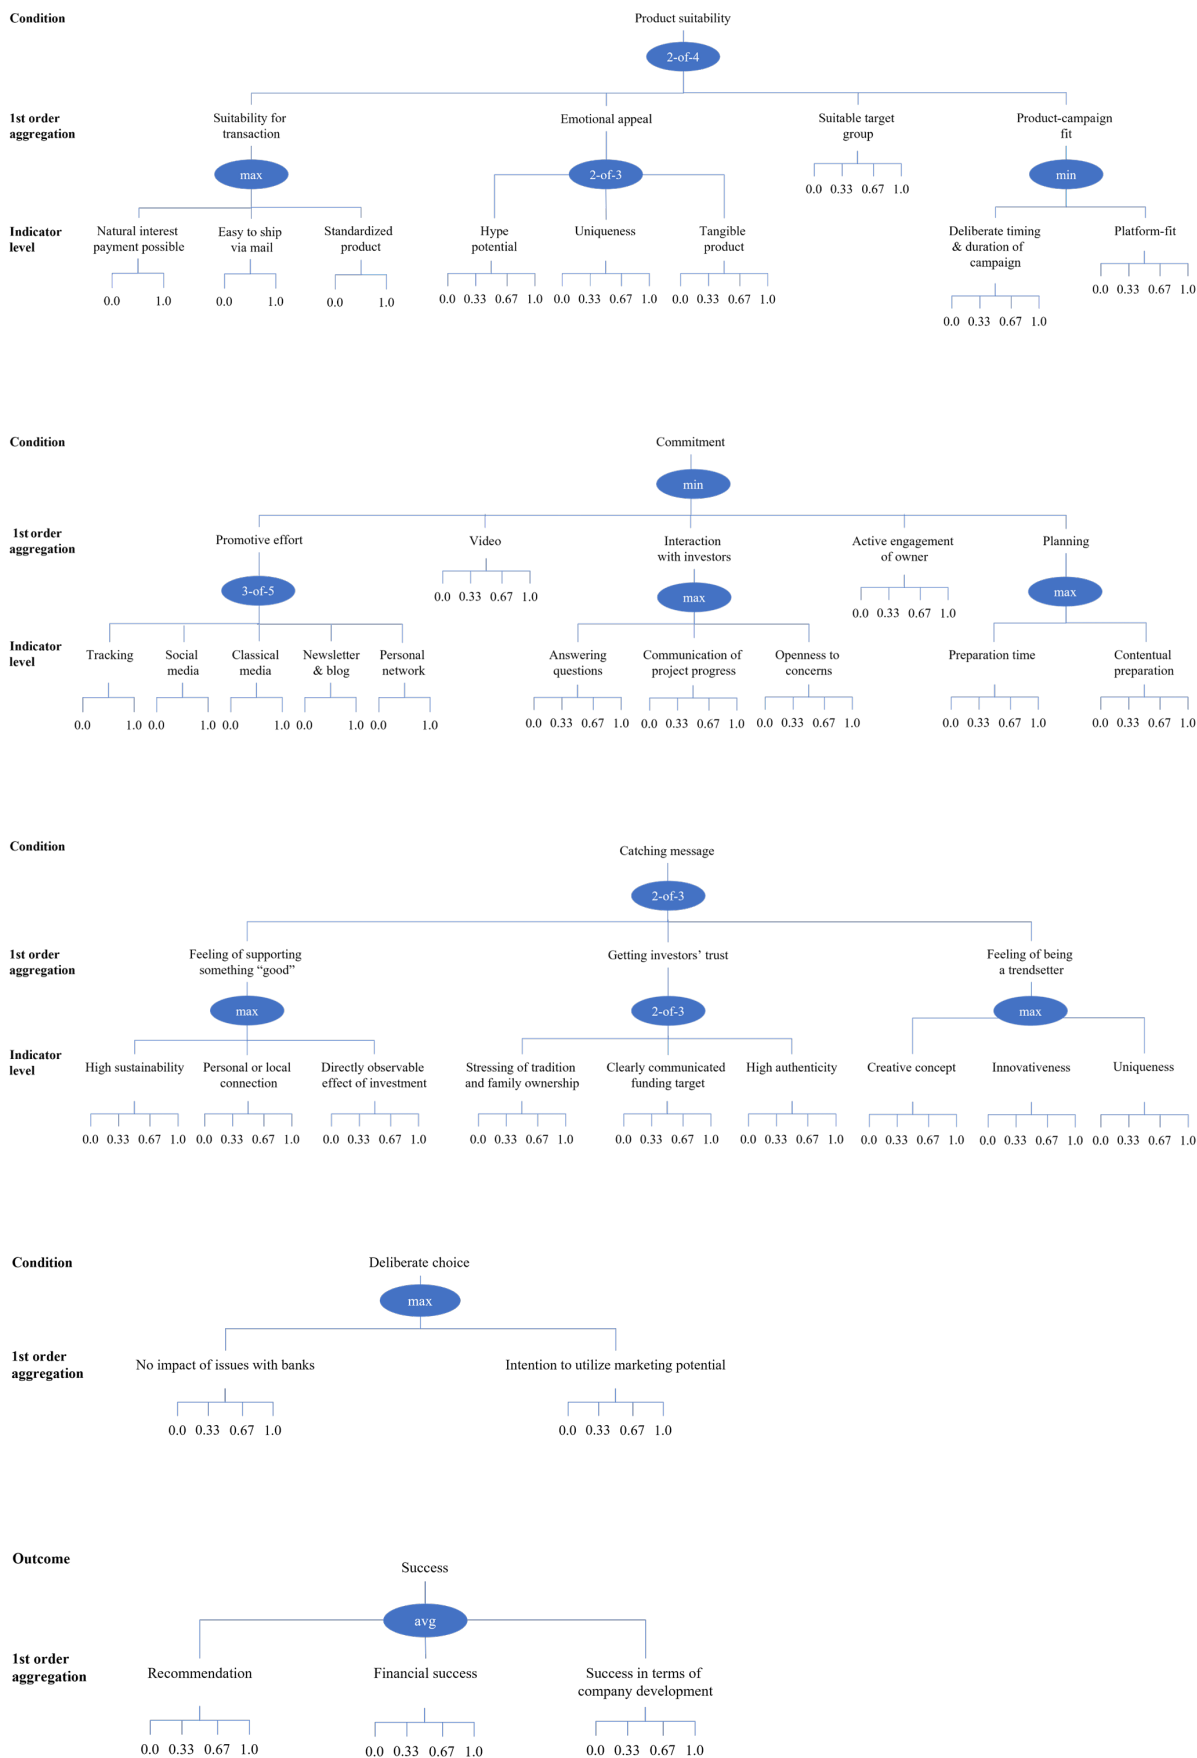 Condition
Product suitability
2-of-4
1st order
aggregation
Suitability for
transaction
Emotional appeal
Suitable target
group
Product-campaign
fit
max
2-of-3
0.0 0.33 0.67 1.0
min
Indicator
level
Natural interest
payment possible
Easy to ship
via mail
Standardized
product
Hype
potential
Uniqueness
Tangible
product
Deliberate timing
& duration of
campaign
Platform-fit
0.0 1.0
0.0 1.0
0.0 1.0
0.0 0.33 0.67 1.0
0.0 0.33 0.67 1.0
0.0 0.33 0.67 1.0
0.0 0.33 0.67 1.0
0.0 0.33 0.67 1.0
Condition
Commitment
min
1st order
aggregation
Promotive effort
Video
Interaction
with investors
Active engagement
of owner
Planning
3-of-5
0.0 0.33 0.67 1.0
max
0.0 0.33 0.67 1.0
max
Indicator
level
Tracking
Social
media
Classical
media
Newsletter
& blog
Personal
network
Answering
questions
Communication of
project progress
Openness to
concerns
Preparation time
Contentual
preparation
0.0 1.0
0.0 1.0
0.0 1.0
0.0 1.0
0.0 1.0
0.0 0.33 0.67 1.0
0.0 0.33 0.67 1.0
0.0 0.33 0.67 1.0
0.0 0.33 0.67 1.0
0.0 0.33 0.67 1.0
Condition
Catching message
2-of-3
1st order
aggregation
Feeling of supporting
something “good”
Getting investors’ trust
Feeling of being
a trendsetter
max
2-of-3
max
Indicator
level
High sustainability
Personal or local
connection
Directly observable
effect of investment
Stressing of tradition
and family ownership
Clearly communicated
funding target
High authenticity
Creative concept
Innovativeness
Uniqueness
0.0 0.33 0.67 1.0
0.0 0.33 0.67 1.0
0.0 0.33 0.67 1.0
0.0 0.33 0.67 1.0
0.0 0.33 0.67 1.0
0.0 0.33 0.67 1.0
0.0 0.33 0.67 1.0
0.0 0.33 0.67 1.0
0.0 0.33 0.67 1.0
Condition
Deliberate choice
max
1st order
aggregation
No impact of issues with banks
Intention to utilize marketing potential
0.0 0.33 0.67 1.0
0.0 0.33 0.67 1.0
Outcome
Success
avg
1st order
aggregation
Recommendation
Financial success
Success in terms of
company development
0.0 0.33 0.67 1.0
0.0 0.33 0.67 1.0
0.0 0.33 0.67 1.0